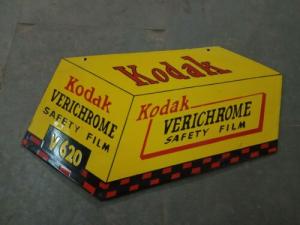 Kodak
Kodak
VERICHROME
SAFETY FILM
V620
Kodak
VERICHROME
SAFETY FILM